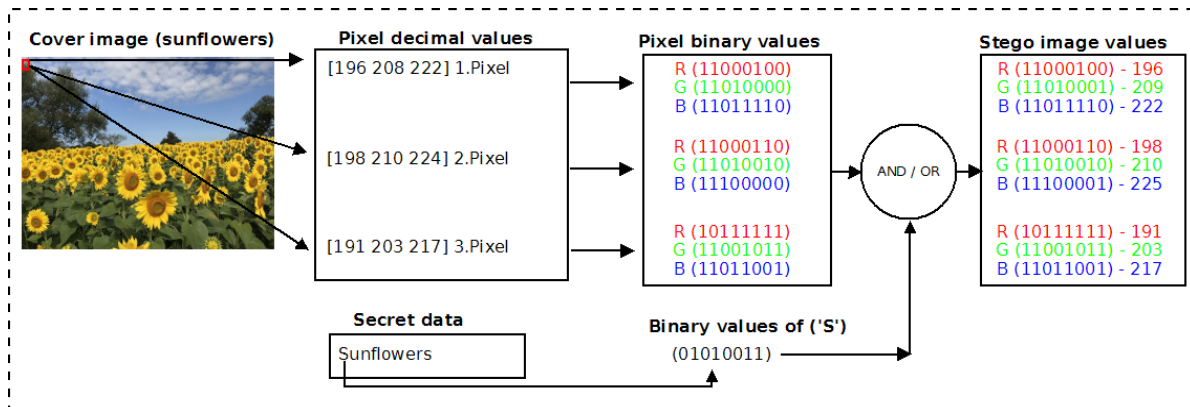 Cover image (sunflowers)
Pixel decimal values
[196 208 222] 1.Pixel
[198 210 224] 2.Pixel
[191 203 217] 3.Pixel
Pixel binary values
R (11000100)
G (11010000)
B (11011110)
R (11000110)
G (11010010)
B (11100000)
R (10111111)
G (11001011)
B (11011001)
AND / OR
Stego image values
R (11000100) - 196
G (11010001) - 209
B (11011110) - 222
R (11000110) - 198
G (11010010) - 210
B (11100001) - 225
R (10111111) - 191
G (11001011) - 203
B (11011001) - 217
Secret data
Sunflowers
Binary values of ('S')
(01010011)